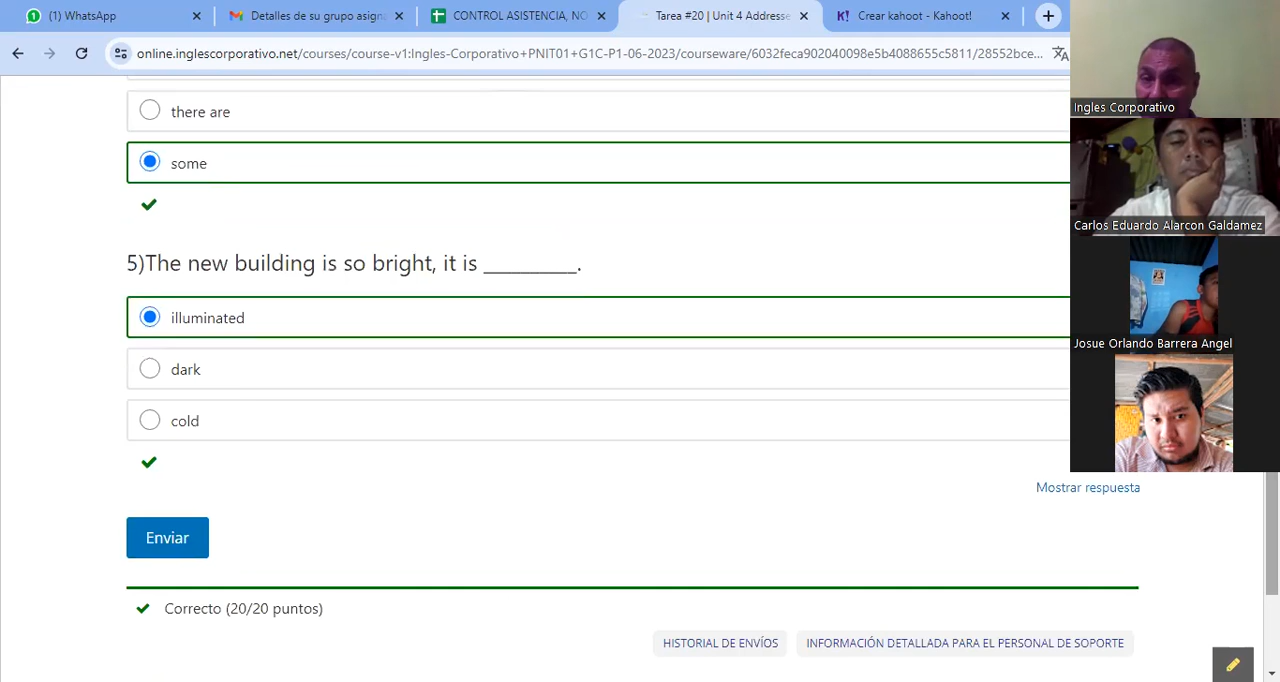 (1) WhatsApp
Detalles de su grupo asigna
CONTROL ASISTENCIA, NO
Tarea #20 | Unit 4 Addresse
Crear kahoot - Kahoot!
online.inglescorporativo.net/courses/course-v1:Ingles-Corporativo+PNIT01+G1C-P1-06-2023/courseware/6032feca902040098e5b4088655c5811/28552bce...
there are
some
5)The new building is so bright, it is ________.
illuminated
dark
cold
Mostrar respuesta
Enviar
Correcto (20/20 puntos)
HISTORIAL DE ENVÍOS
INFORMACIÓN DETALLADA PARA EL PERSONAL DE SOPORTE
Ingles Corporativo
Carlos Eduardo Alarcon Galdamez
Josue Orlando Barrera Angel